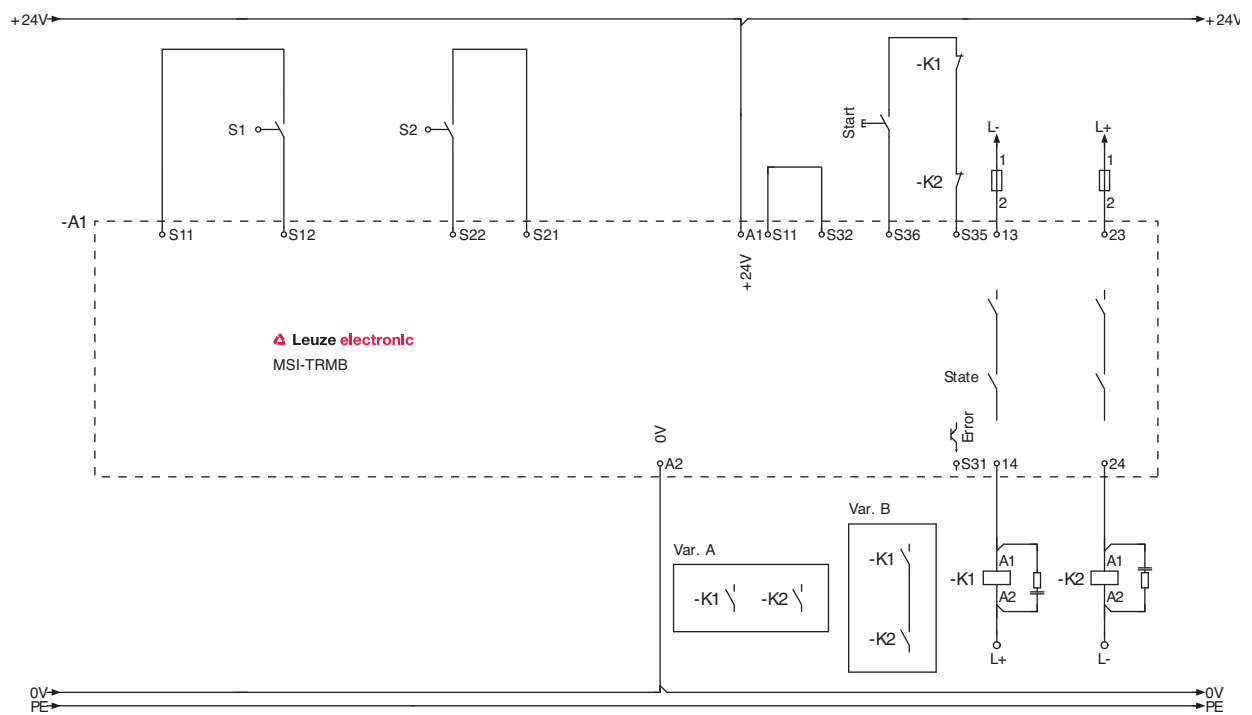 +24V +24V
-K1
S1 S2 Start L- L+
1 1
-K2
2 2
-A1
S11 S12 S22 S21 A1 S11 S32 S36 S35 13 23
+24V
Leuze electronic
MSI-TRMB
State
0V Error
A2 S31 14 24
Var. B
Var. A
-K1 A1 A1
-K1 -K2
-K1 -K2
A2 A2
-K2
L+ L-
0V 0V
PE PE